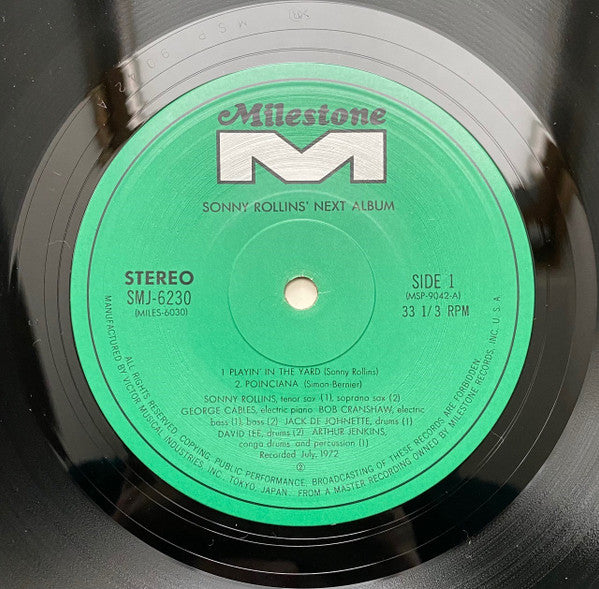 MSP 9042 A
Milestone
M
SONNY ROLLINS' NEXT ALBUM
STEREO
SMJ-6230
(MILES-6030)
SIDE 1
(MSP-9042-A)
33 1/3 RPM
1 PLAYIN' IN THE YARD (Sonny Rollins)
2. POINCIANA (Simon-Bernier)
SONNY ROLLINS, tenor sax (1), soprano sax (2)
GEORGE CABLES, electric piano BOB CRANSHAW, electric
bass (1), bass (2) JACK DE JOHNETTE, drums (1)
DAVID LEE, drums (2) ARTHUR JENKINS,
conga drums and percussion (1)
Recorded July, 1972
ALL RIGHTS RESERVED. COPYING, PUBLIC PERFORMANCE, BROADCASTING OF THESE RECORDS ARE FORBIDDEN.
MANUFACTURED BY VICTOR MUSICAL INDUSTRIES, INC. TOKYO, JAPAN. FROM A MASTER RECORDING OWNED BY MILESTONE RECORDS, INC. U.S.A.